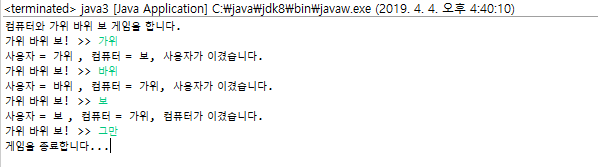 <terminated> java3 [Java Application] C:₩java₩jdk8₩bin₩javaw.exe (2019. 4. 4. 오후 4:40:10)
컴퓨터와 가위 바위 보 게임을 합니다.
가위 바위 보! >> 가위
사용자 = 가위 , 컴퓨터 = 보, 사용자가 이겼습니다.
가위 바위 보! >> 바위
사용자 = 바위 , 컴퓨터 = 가위, 사용자가 이겼습니다.
가위 바위 보! >> 보
사용자 = 보 , 컴퓨터 = 가위, 컴퓨터가 이겼습니다.
가위 바위 보! >> 그만
게임을 종료합니다...